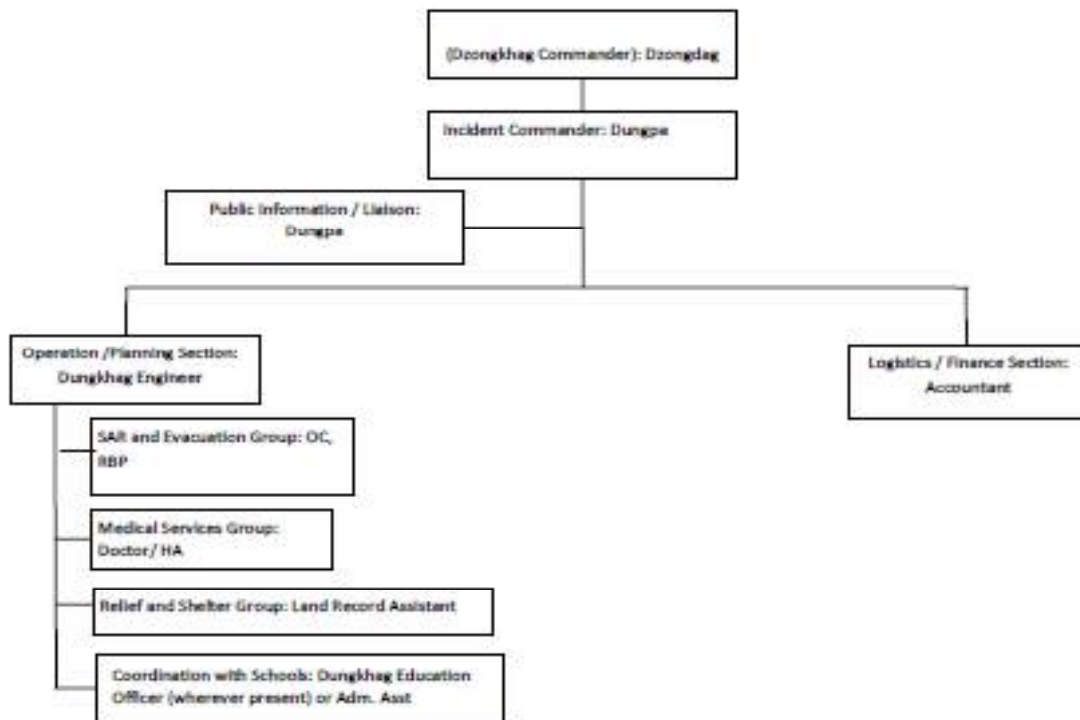 (Dzongkhag Commander): Dzongdag
Incident Commander: Dungpa
Public Information / Liaison:
Dungpa
Operation /Planning Section:
Dungkhag Engineer
Logistics / Finance Section:
Accountant
SAR and Evacuation Group: OC,
RBP
Medical Services Group:
Doctor/ HA
Relief and Shelter Group: Land Record Assistant
Coordination with Schools: Dungkhag Education
Officer (wherever present) or Adm. Asst